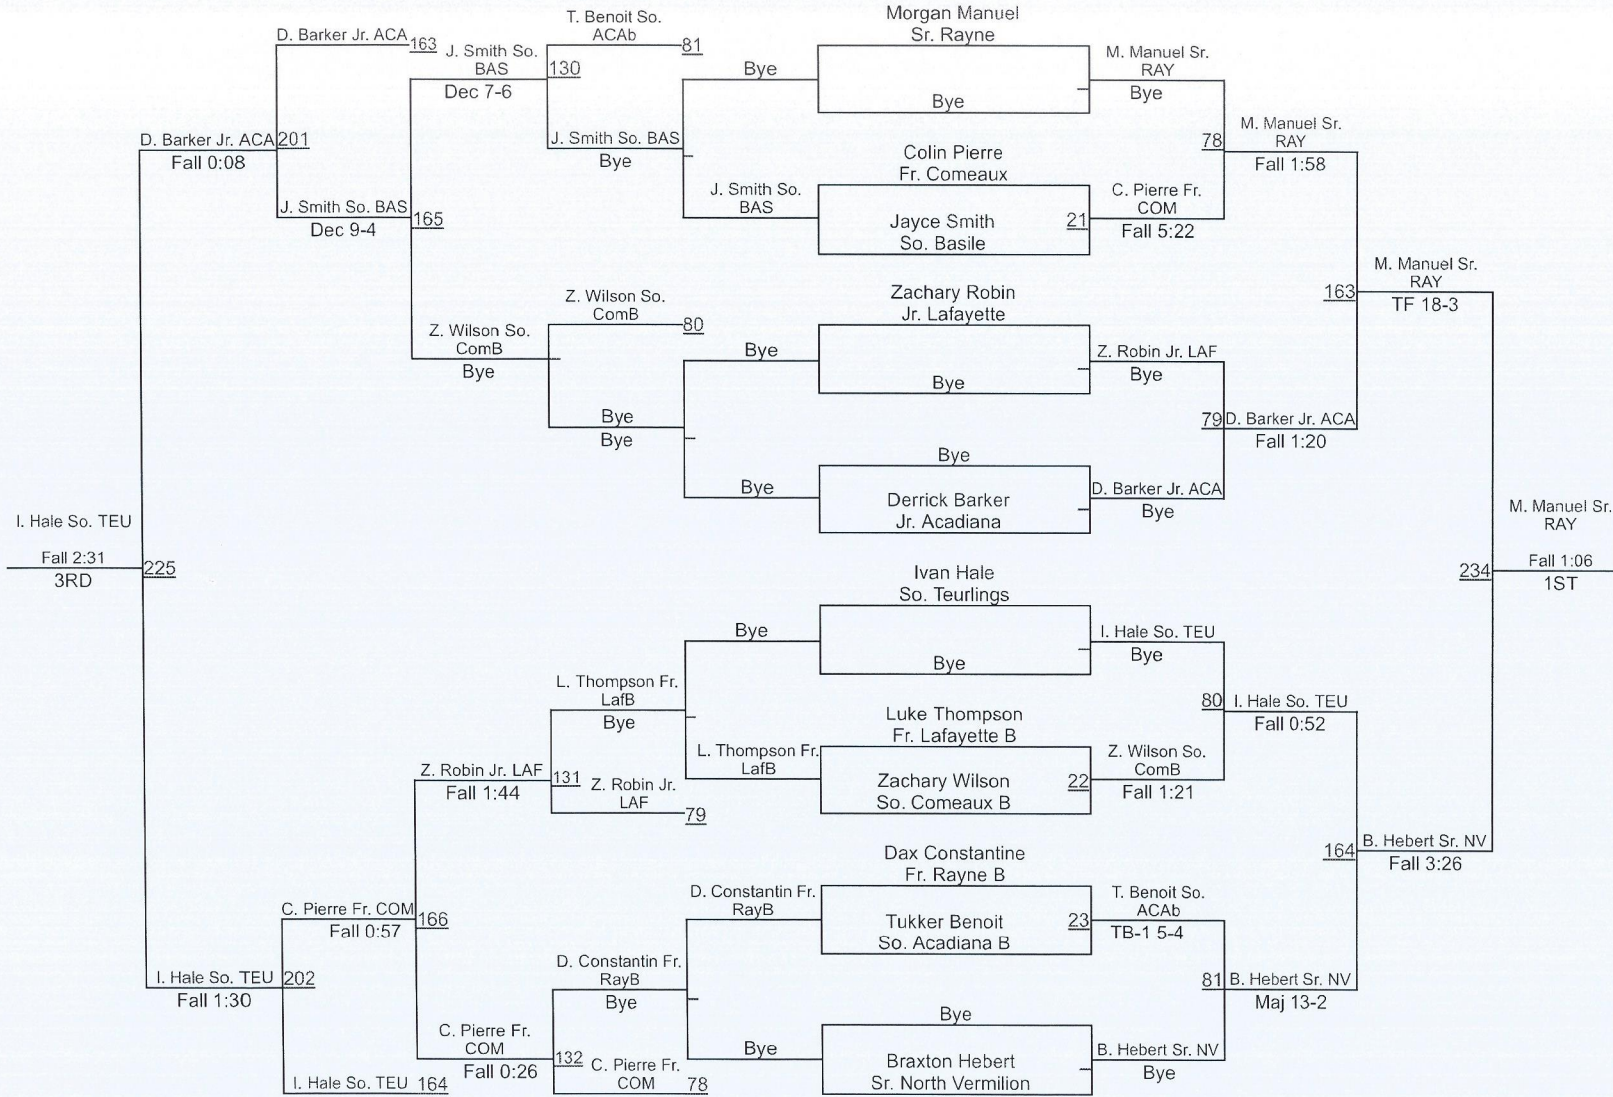 D. Barker Jr. ACA
163
J. Smith So.
BAS
Dec 7-6
T. Benoit So.
ACAb
81
130
J. Smith So. BAS
Bye
D. Barker Jr. ACA
Fall 0:08
201
J. Smith So. BAS
Dec 9-4
165
Bye
J. Smith So.
BAS
Z. Wilson So.
ComB
Bye
Z. Wilson So.
ComB
80
Bye
Bye
Bye
Bye
I. Hale So. TEU
Fall 2:31
3RD
225
Morgan Manuel
Sr. Rayne
Bye
M. Manuel Sr.
RAY
Bye
Colin Pierre
Fr. Comeaux
Jayce Smith
So. Basile
21
C. Pierre Fr.
COM
Fall 5:22
78
M. Manuel Sr.
RAY
Fall 1:58
Zachary Robin
Jr. Lafayette
Bye
Z. Robin Jr. LAF
Bye
Bye
Derrick Barker
Jr. Acadiana
D. Barker Jr. ACA
Bye
79
D. Barker Jr. ACA
Fall 1:20
163
M. Manuel Sr.
RAY
TF 18-3
234
M. Manuel Sr.
RAY
Fall 1:06
1ST
Ivan Hale
So. Teurlings
Bye
Bye
I. Hale So. TEU
Bye
L. Thompson Fr.
LafB
Bye
L. Thompson Fr.
LafB
Luke Thompson
Fr. Lafayette B
Zachary Wilson
So. Comeaux B
22
Z. Wilson So.
ComB
Fall 1:21
80
I. Hale So. TEU
Fall 0:52
Z. Robin Jr. LAF
Fall 1:44
131
Z. Robin Jr.
LAF
79
164
B. Hebert Sr. NV
Fall 3:26
C. Pierre Fr. COM
Fall 0:57
166
D. Constantin Fr.
RayB
Bye
D. Constantin Fr.
RayB
Dax Constantine
Fr. Rayne B
Tukker Benoit
So. Acadiana B
23
T. Benoit So.
ACAb
TB-1 5-4
81
B. Hebert Sr. NV
Maj 13-2
I. Hale So. TEU
Fall 1:30
202
C. Pierre Fr.
COM
Fall 0:26
132
C. Pierre Fr.
COM
78
I. Hale So. TEU
164
Bye
Bye
Braxton Hebert
Sr. North Vermilion
B. Hebert Sr. NV
Bye